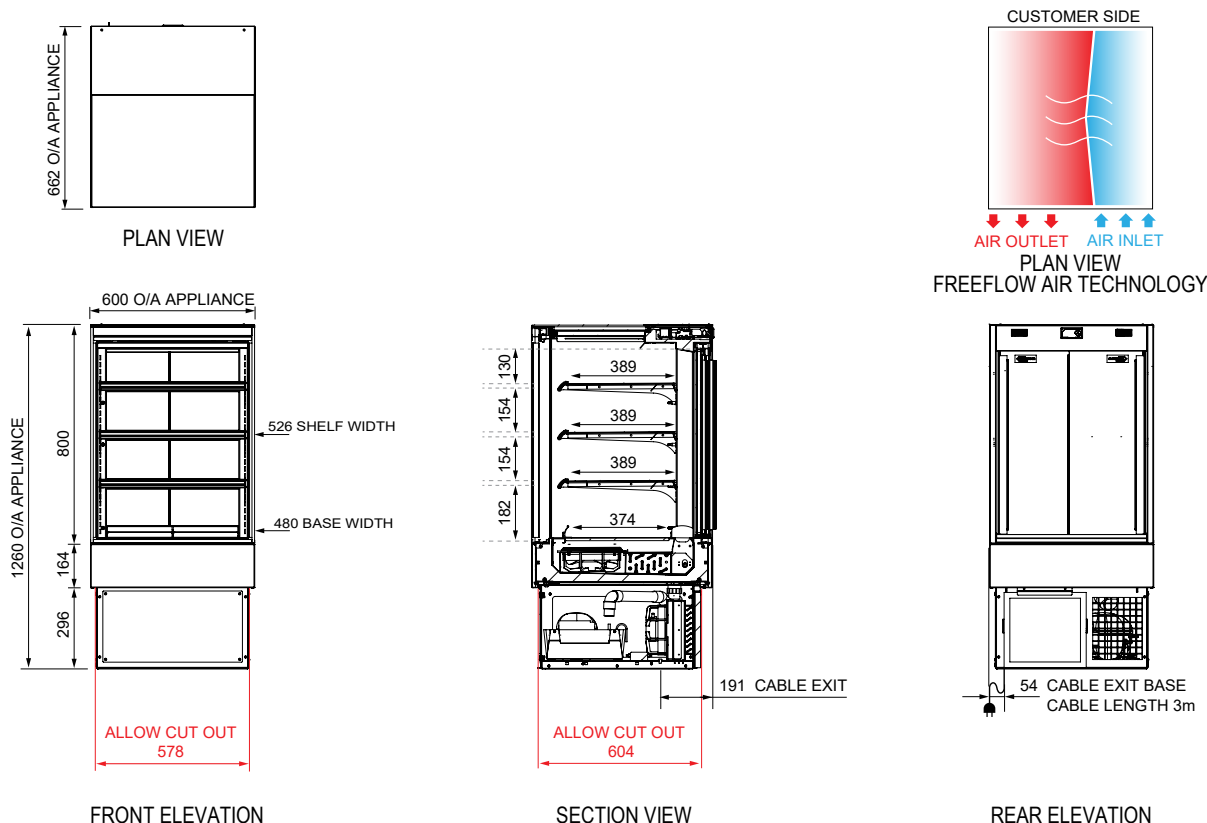 662 O/A APPLIANCE
PLAN VIEW
CUSTOMER SIDE
AIR OUTLET
AIR INLET
PLAN VIEW
FREEFLOW AIR TECHNOLOGY
600 O/A APPLIANCE
1260 O/A APPLIANCE
800
164
296
526 SHELF WIDTH
480 BASE WIDTH
ALLOW CUT OUT
578
FRONT ELEVATION
130
154
154
182
389
389
389
374
191 CABLE EXIT
ALLOW CUT OUT
604
SECTION VIEW
54 CABLE EXIT BASE
CABLE LENGTH 3m
REAR ELEVATION